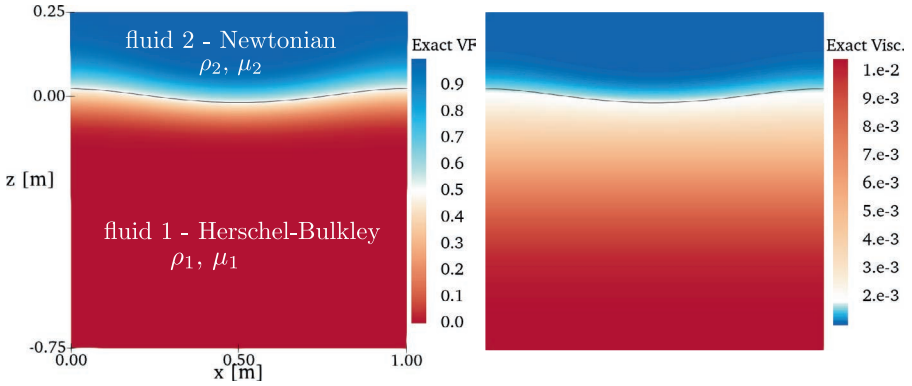 0.25
0.00
-0.75
z [m]
fluid 2 - Newtonian
ρ₂, μ₂
fluid 1 - Herschel-Bulkley
ρ₁, μ₁
0.00
0.50
1.00
x [m]
Exact VF
0.9
0.8
0.7
0.6
0.5
0.4
0.3
0.2
0.1
0.0
Exact Visc.
1.e-2
9.e-3
8.e-3
7.e-3
6.e-3
5.e-3
4.e-3
3.e-3
2.e-3